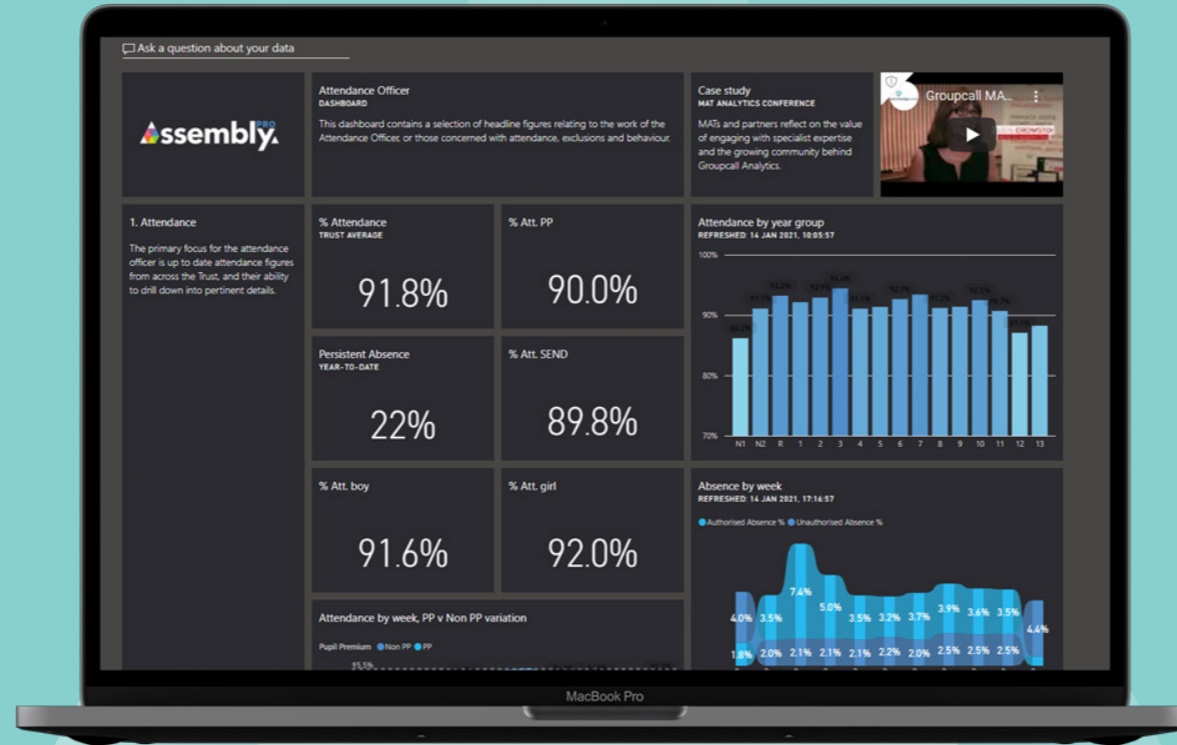 Ask a question about your data
Assembly.
PRO
Attendance Officer
DASHBOARD
This dashboard contains a selection of headline figures relating to the work of the
Attendance Officer, or those concerned with attendance, exclusions and behaviour.
Case study
MAT ANALYTICS CONFERENCE
MATs and partners reflect on the value
of engaging with specialist expertise
and the growing community behind
Groupcall Analytics.
Groupcall MA...
1. Attendance
The primary focus for the attendance
officer is up to date attendance figures
from across the Trust, and their ability
to drill down into pertinent details.
% Attendance
TRUST AVERAGE
91.8%
% Att. PP
90.0%
Persistent Absence
YEAR-TO-DATE
22%
% Att. SEND
89.8%
% Att. boy
91.6%
% Att. girl
92.0%
Attendance by year group
REFRESHED: 14 JAN 2021, 10:05:57
100%
90%
80%
70%
N1 N2 R 1 2 3 4 5 6 7 8 9 10 11 12 13
Absence by week
REFRESHED: 14 JAN 2021, 17:16:57
Authorised Absence % Unauthorised Absence %
4.0% 3.5% 7.4% 5.0% 3.5% 3.2% 3.7% 3.9% 3.6% 3.5% 4.4%
1.8% 2.0% 2.1% 2.1% 2.1% 2.2% 2.0% 2.5% 2.5% 2.5%
Attendance by week, PP v Non PP variation
Pupil Premium Non PP PP
95.5%
MacBook Pro